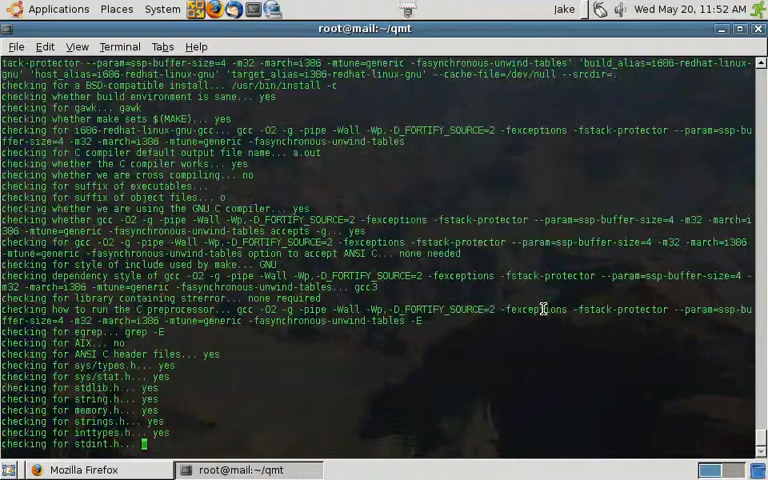 Applications Places System Jake Wed May 20, 11:52 AM
root@mail:~/qmt
File Edit View Terminal Tabs Help
tack-protector --param=ssp-buffer-size=4 -m32 -march=i386 -mtune=generic -fasynchronous-unwind-tables' 'build_alias=i686-redhat-linux-
gnu' 'host_alias=i686-redhat-linux-gnu' 'target_alias=i686-redhat-linux-gnu' --cache-file=/dev/null --srcdir=.
checking for a BSD-compatible install... /usr/bin/install -c
checking whether build environment is sane... yes
checking for gawk... gawk
checking whether make sets ${MAKE}... yes
checking for i686-redhat-linux-gnu-gcc... gcc -O2 -g -pipe -Wall -Wp,-D_FORTIFY_SOURCE=2 -fexceptions -fstack-protector --param=ssp-bu
ffer-size=4 -m32 -march=i386 -mtune=generic -fasynchronous-unwind-tables
checking for C compiler default output file name... a.out
checking whether the C compiler works... yes
checking whether we are cross compiling... no
checking for suffix of executables...
checking for suffix of object files... o
checking whether we are using the GNU C compiler... yes
checking whether gcc -O2 -g -pipe -Wall -Wp,-D_FORTIFY_SOURCE=2 -fexceptions -fstack-protector --param=ssp-buffer-size=4 -m32 -march=i
386 -mtune=generic -fasynchronous-unwind-tables accepts -g... yes
checking for gcc -O2 -g -pipe -Wall -Wp,-D_FORTIFY_SOURCE=2 -fexceptions -fstack-protector --param=ssp-buffer-size=4 -m32 -march=i386
-mtune=generic -fasynchronous-unwind-tables option to accept ANSI C... none needed
checking for style of include used by make... GNU
checking dependency style of gcc -O2 -g -pipe -Wall -Wp,-D_FORTIFY_SOURCE=2 -fexceptions -fstack-protector --param=ssp-buffer-size=4 -
m32 -march=i386 -mtune=generic -fasynchronous-unwind-tables... gcc3
checking for library containing strerror... none required
checking how to run the C preprocessor... gcc -O2 -g -pipe -Wall -Wp,-D_FORTIFY_SOURCE=2 -fexceptions -fstack-protector --param=ssp-bu
ffer-size=4 -m32 -march=i386 -mtune=generic -fasynchronous-unwind-tables -E
checking for egrep... grep -E
checking for AIX... no
checking for ANSI C header files... yes
checking for sys/types.h... yes
checking for sys/stat.h... yes
checking for stdlib.h... yes
checking for string.h... yes
checking for memory.h... yes
checking for strings.h... yes
checking for inttypes.h... yes
checking for stdint.h...
Mozilla Firefox root@mail:~/qmt